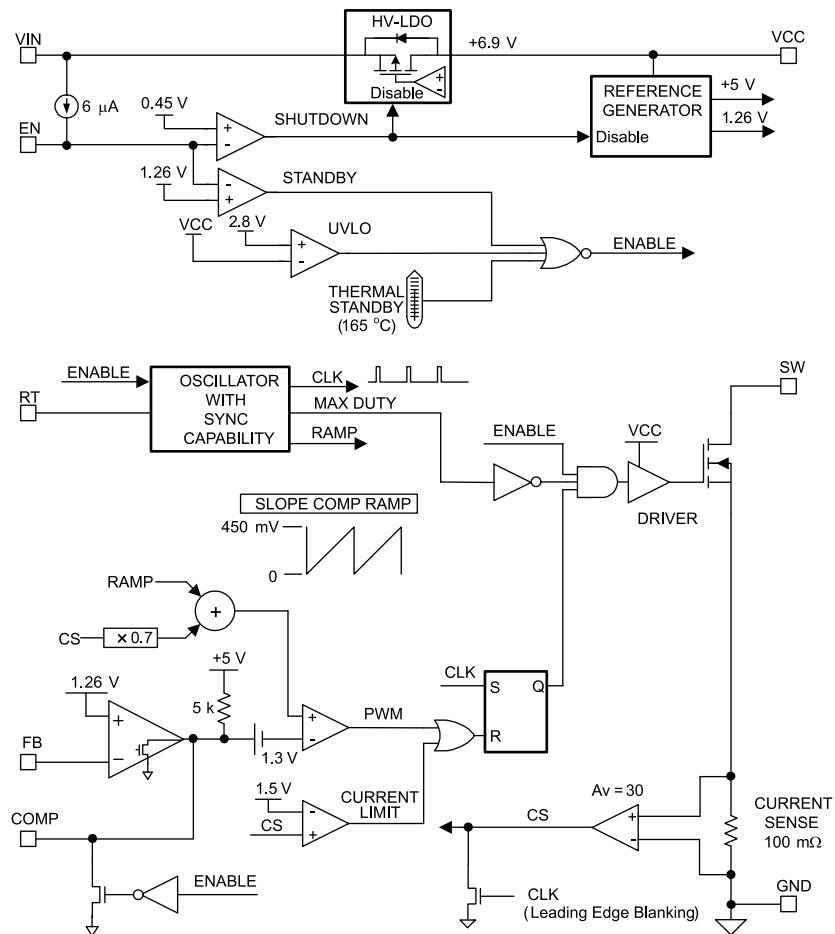 HV-LDO
VIN
+6.9 V
VCC
Disable
REFERENCE
GENERATOR
Disable
+5 V
1.26 V
6 μA
0.45 V
SHUTDOWN
EN
+
-
1.26 V
STANDBY
-
+
VCC
2.8 V
UVLO
+
-
ENABLE
THERMAL
STANDBY
(165 °C)
ENABLE
RT
OSCILLATOR
WITH
SYNC
CAPABILITY
CLK
MAX DUTY
RAMP
SW
ENABLE
VCC
DRIVER
SLOPE COMP RAMP
450 mV
0
RAMP
+
CS
× 0.7
+5 V
1.26 V
5 k
CLK
S
Q
R
FB
+
-
+
-
PWM
1.3 V
1.5 V
CS
-
+
CURRENT
LIMIT
COMP
Av = 30
CS
+
-
CURRENT
SENSE
100 mΩ
ENABLE
CLK
(Leading Edge Blanking)
GND